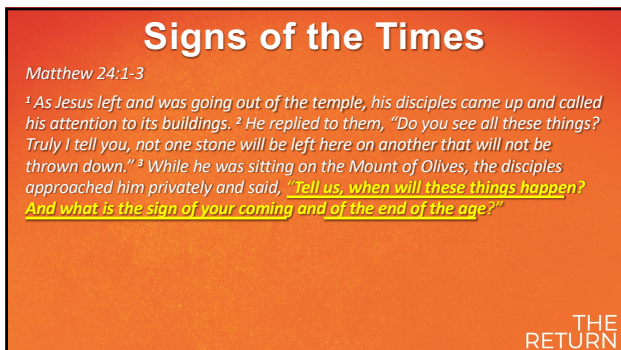 Signs of the Times
Matthew 24:1-3
¹ As Jesus left and was going out of the temple, his disciples came up and called
his attention to its buildings. ² He replied to them, “Do you see all these things?
Truly I tell you, not one stone will be left here on another that will not be
thrown down.” ³ While he was sitting on the Mount of Olives, the disciples
approached him privately and said, “Tell us, when will these things happen?
And what is the sign of your coming and of the end of the age?”
THE
RETURN